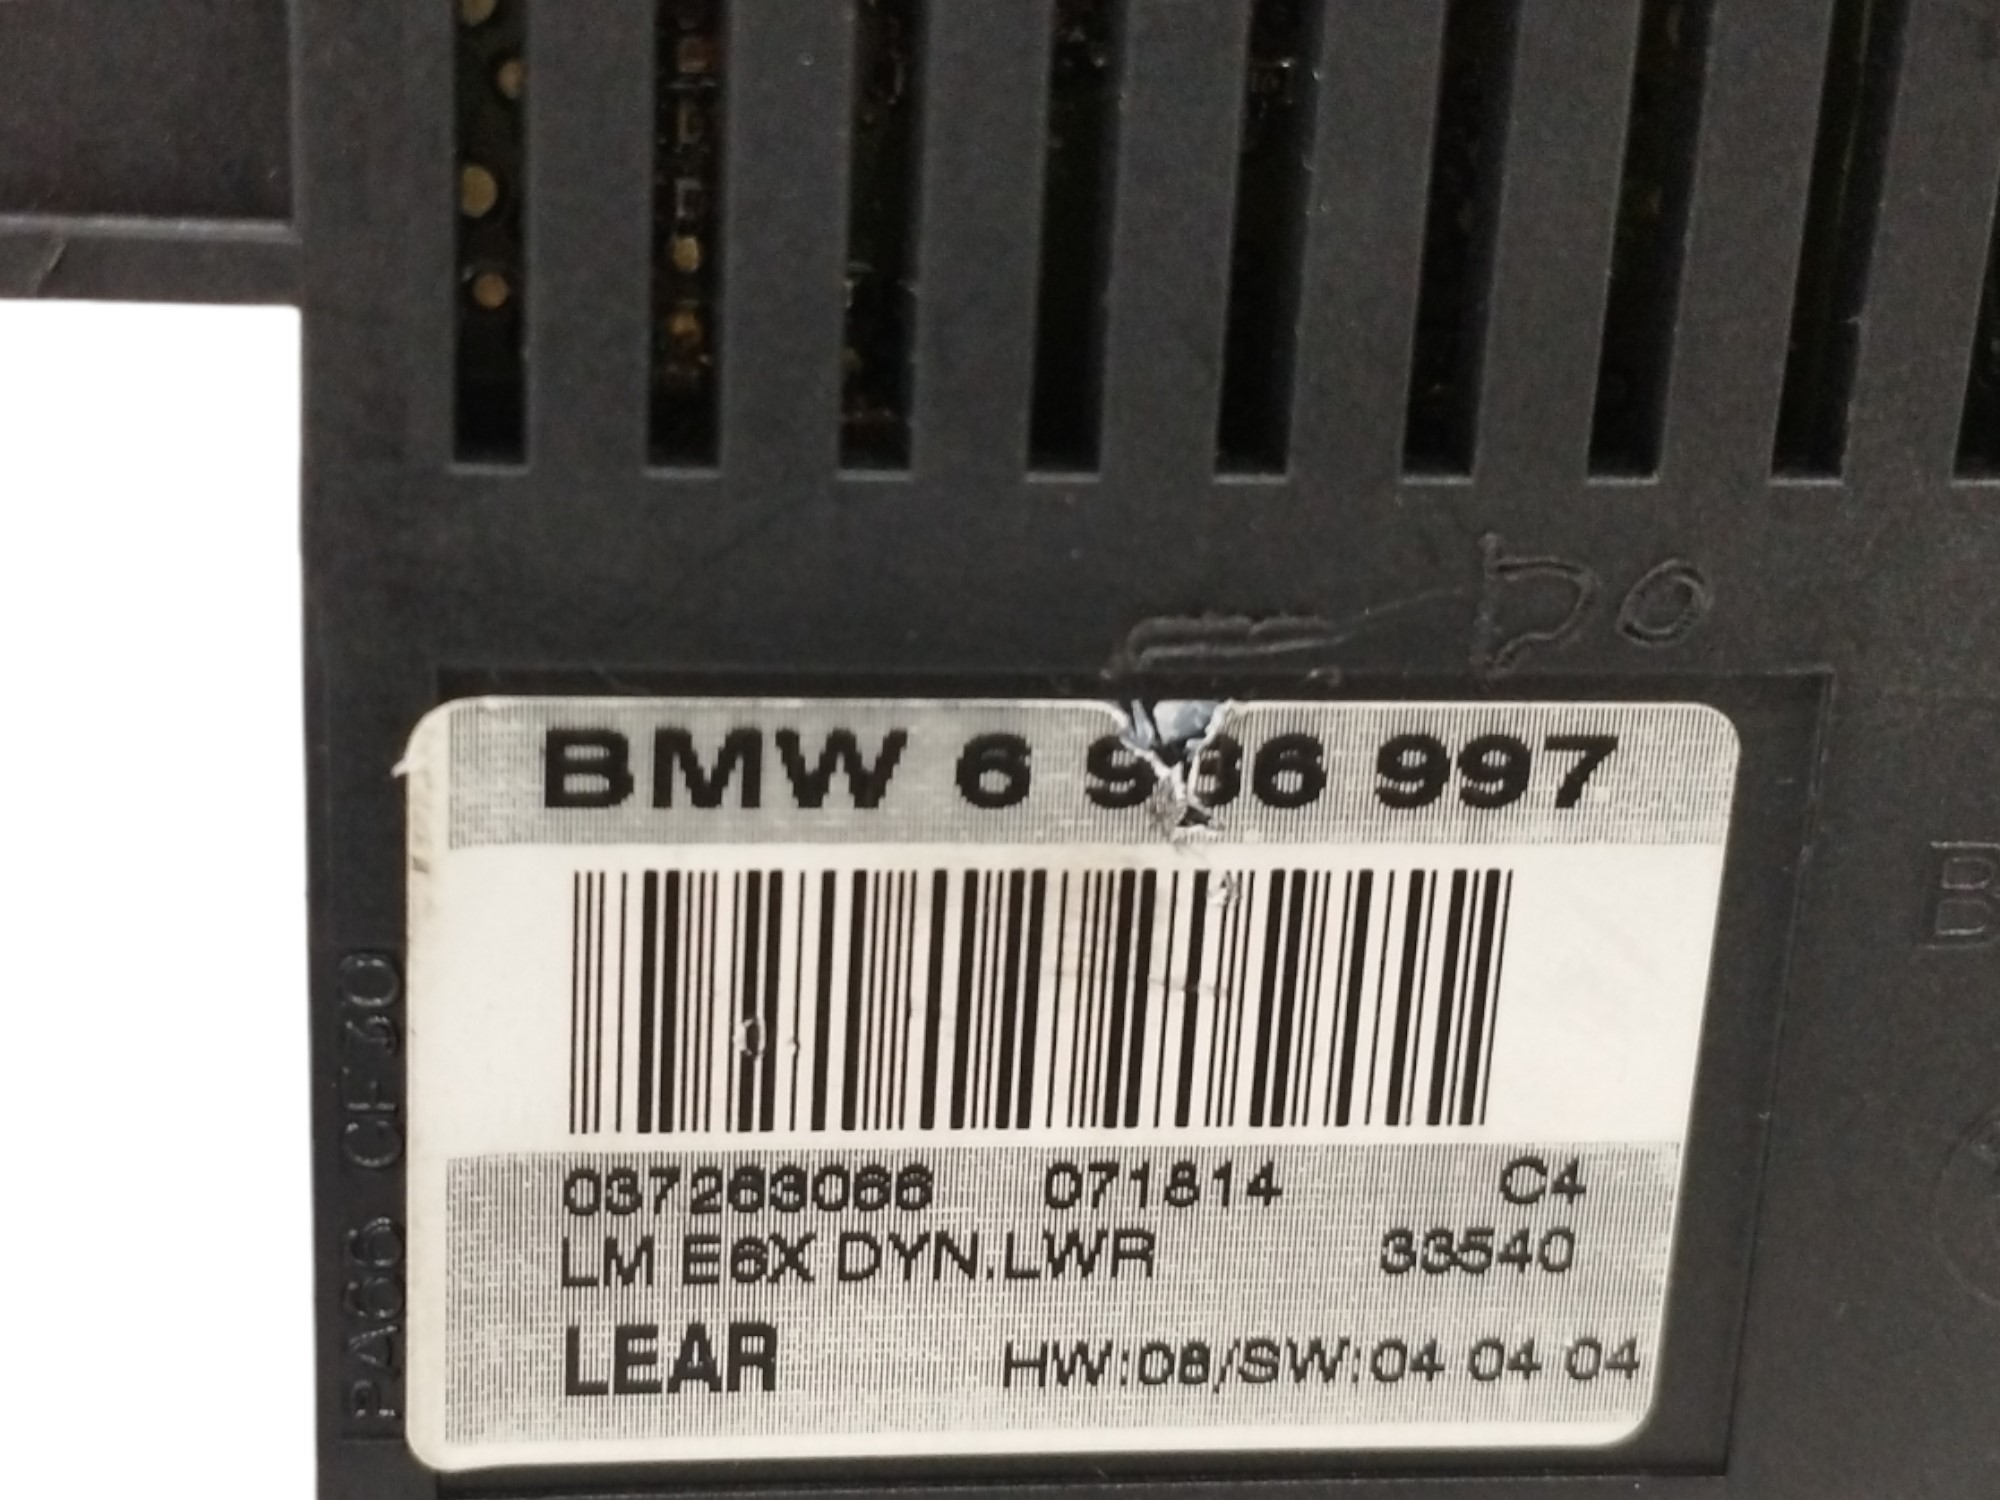 DO
BMW 6 936 997
037263066 071814 C4
LM E6X DYN.LWR 33540
LEAR HW:08/SW:04 04 04
PA66
B